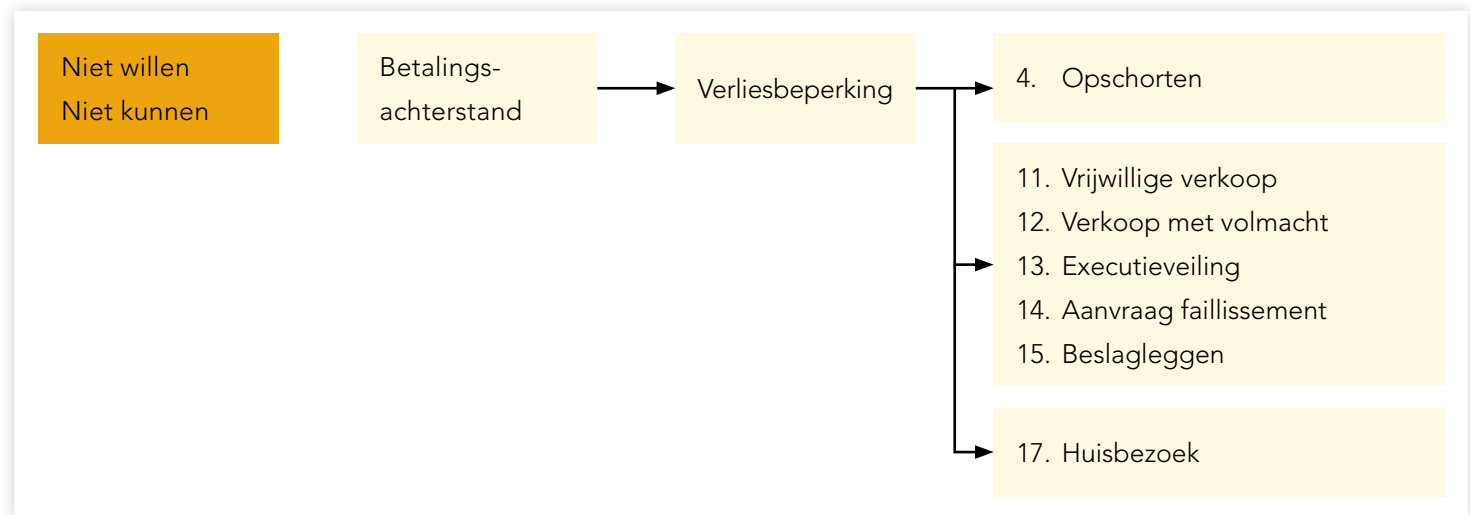 Niet willen
Niet kunnen
Betalings-
achterstand
Verliesbeperking
4. Opschorten
11. Vrijwillige verkoop
12. Verkoop met volmacht
13. Executieveiling
14. Aanvraag faillissement
15. Beslagleggen
17. Huisbezoek